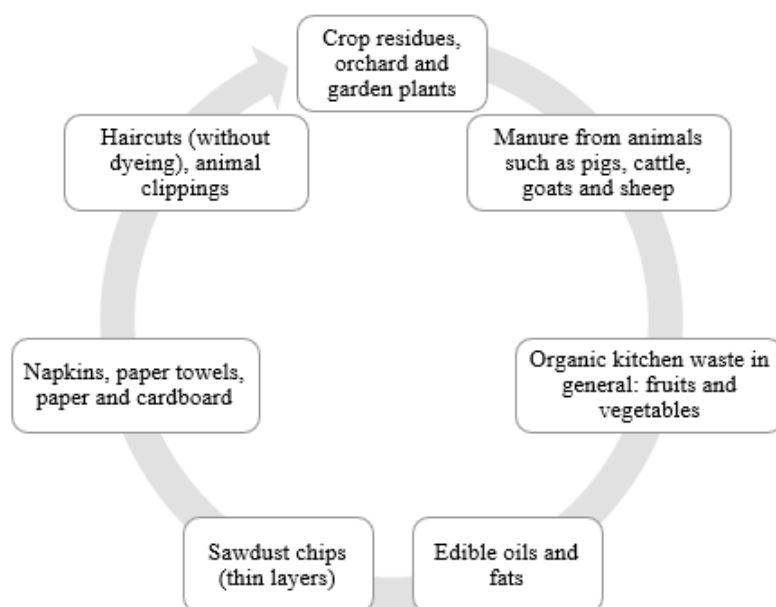 Crop residues,
orchard and
garden plants
Manure from animals
such as pigs, cattle,
goats and sheep
Organic kitchen waste in
general: fruits and
vegetables
Edible oils and
fats
Sawdust chips
(thin layers)
Napkins, paper towels,
paper and cardboard
Haircuts (without
dyeing), animal
clippings